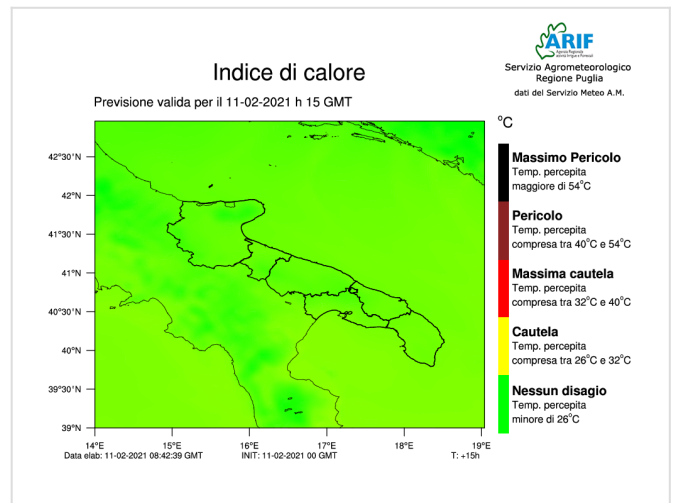 ARIF
Agenzia Regionale
Servizio Agrometeorologico
Regione Puglia
dati del Servizio Meteo A.M.
Indice di calore
Previsione valida per il 11-02-2021 h 15 GMT
°C
42°30'N
42°N
41°30'N
41°N
40°30'N
40°N
39°30'N
39°N
14°E
15°E
16°E
17°E
18°E
19°E
Massimo Pericolo
Temp. percepita
maggiore di 54°C
Pericolo
Temp. percepita
compresa tra 40°C e 54°C
Massima cautela
Temp. percepita
compresa tra 32°C e 40°C
Cautela
Temp. percepita
compresa tra 26°C e 32°C
Nessun disagio
Temp. percepita
minore di 26°C
Data elab: 11-02-2021 08:42:39 GMT
INIT: 11-02-2021 00 GMT
T: +15h